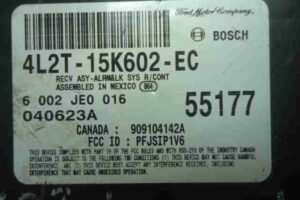 Ford Motor Company,
BOSCH
4L2T-15K602-EC
RECV ASY-ALRM&LK SYS R/CONT
ASSEMBLED IN MEXICO 064
6 002 JE0 016
55177
040623A
CANADA : 909104142A
FCC ID : PFJSIP1V6
THIS DEVICE COMPLIES WITH PART 15 OF FCC RULES AND WITH RSS-210 OF INDUSTRY CANADA.
OPERATION IS SUBJECT TO THE FOLLOWING TWO CONDITIONS: (1) THIS DEVICE MAY NOT CAUSE
HARMFUL INTERFERENCE, AND (2) THIS DEVICE MUST ACCEPT ANY INTERFERENCE RECEIVED,
INCLUDING INTERFERENCE THAT MAY CAUSE UNDESIRED OPERATION.